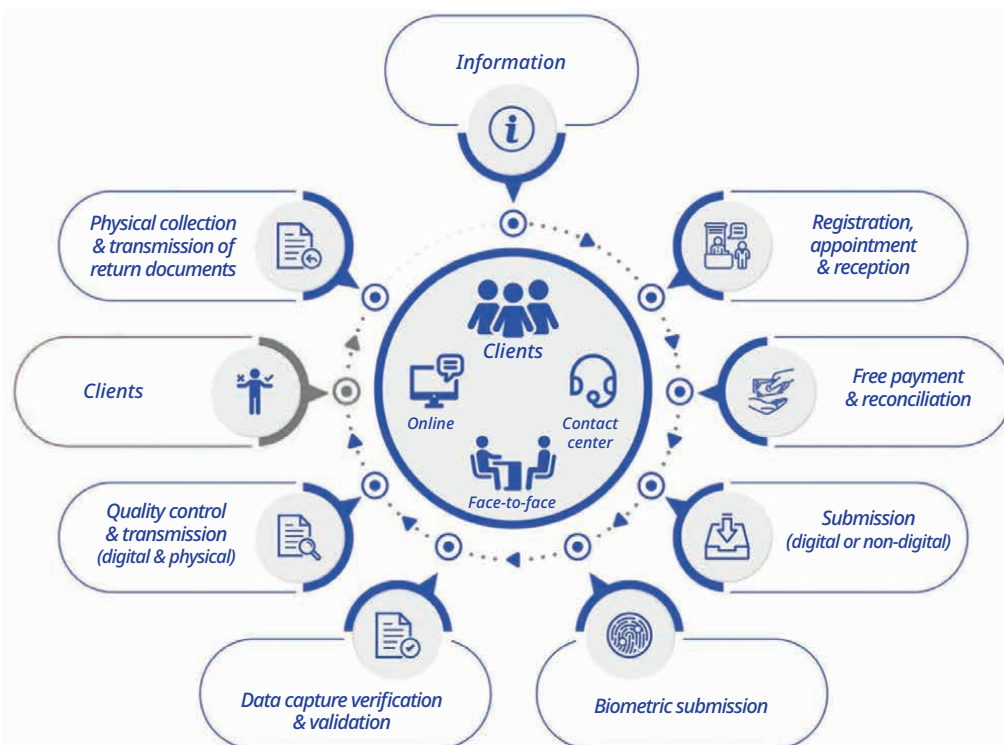 Information
Registration,
appointment
& reception
Free payment
& reconciliation
Submission
(digital or non-digital)
Biometric submission
Data capture verification
& validation
Quality control
& transmission
(digital & physical)
Clients
Physical collection
& transmission of
return documents
Clients
Online
Contact
center
Face-to-face